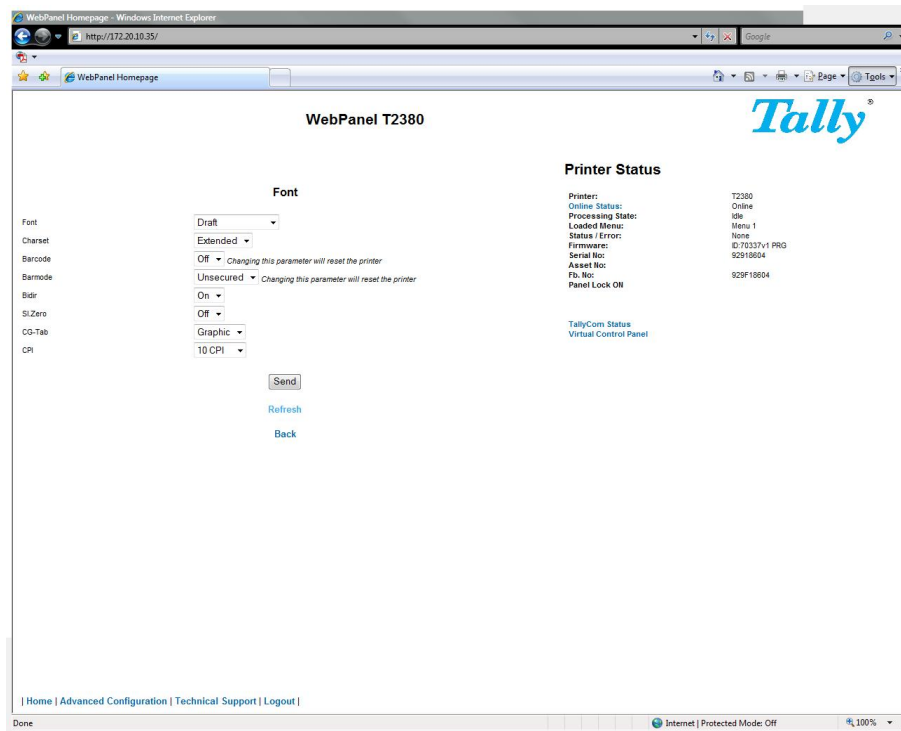 WebPanel Homepage - Windows Internet Explorer
http://172.20.10.35/
Google
WebPanel Homepage
Page
Tools
WebPanel T2380
Tally®
Printer Status
Font
Printer: T2380
Online Status: Online
Processing State: Idle
Loaded Menu: Menu 1
Status / Error: None
Firmware: ID:70337v1 PRG
Serial No: 92918604
Asset No:
Fb. No: 929F18604
Panel Lock ON
TallyCom Status
Virtual Control Panel
Font Draft
Charset Extended
Barcode Off Changing this parameter will reset the printer
Barmode Unsecured Changing this parameter will reset the printer
Bidir On
Sl.Zero Off
CG-Tab Graphic
CPI 10 CPI
Send
Refresh
Back
| Home | Advanced Configuration | Technical Support | Logout |
Done
Internet | Protected Mode: Off
100%